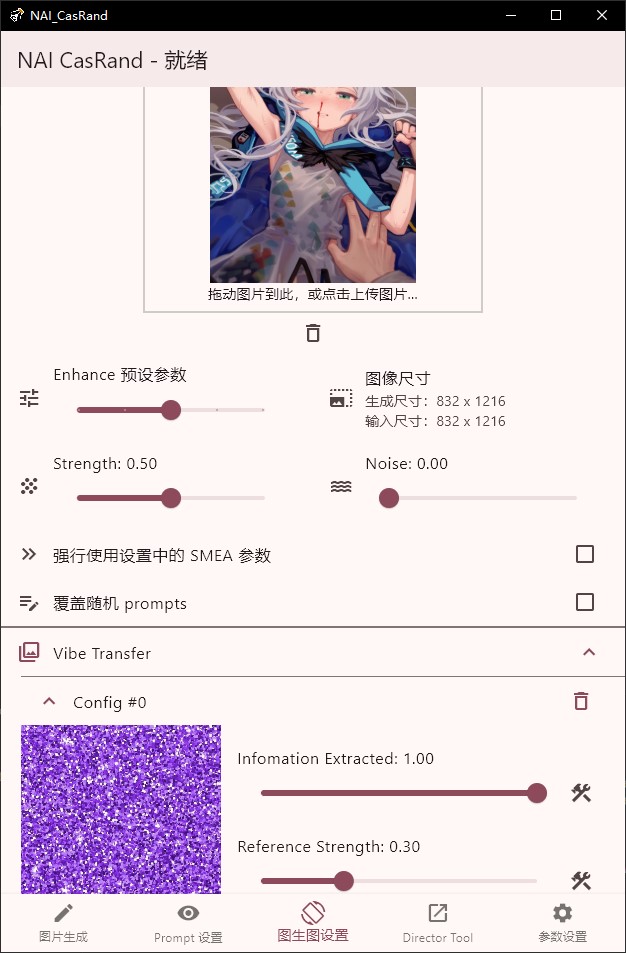 NAI_CasRand
NAI CasRand - 就绪
拖动图片到此，或点击上传图片...
Enhance 预设参数
图像尺寸
生成尺寸：832 x 1216
输入尺寸：832 x 1216
Strength: 0.50
Noise: 0.00
强行使用设置中的 SMEA 参数
覆盖随机 prompts
Vibe Transfer
Config #0
Infomation Extracted: 1.00
Reference Strength: 0.30
图片生成
Prompt 设置
图生图设置
Director Tool
参数设置